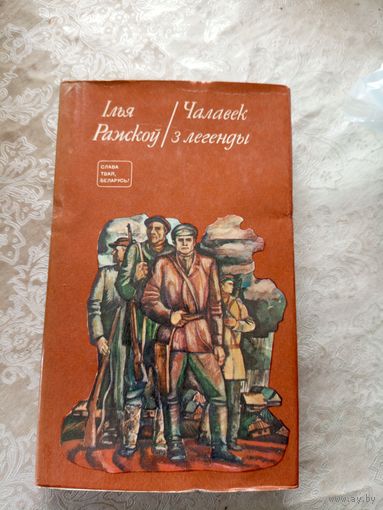 Ілья
Ражкоў
Чалавек
з легенды
СЛАВА
ТВАЯ,
БЕЛАРУСЬ!
www.ay.by